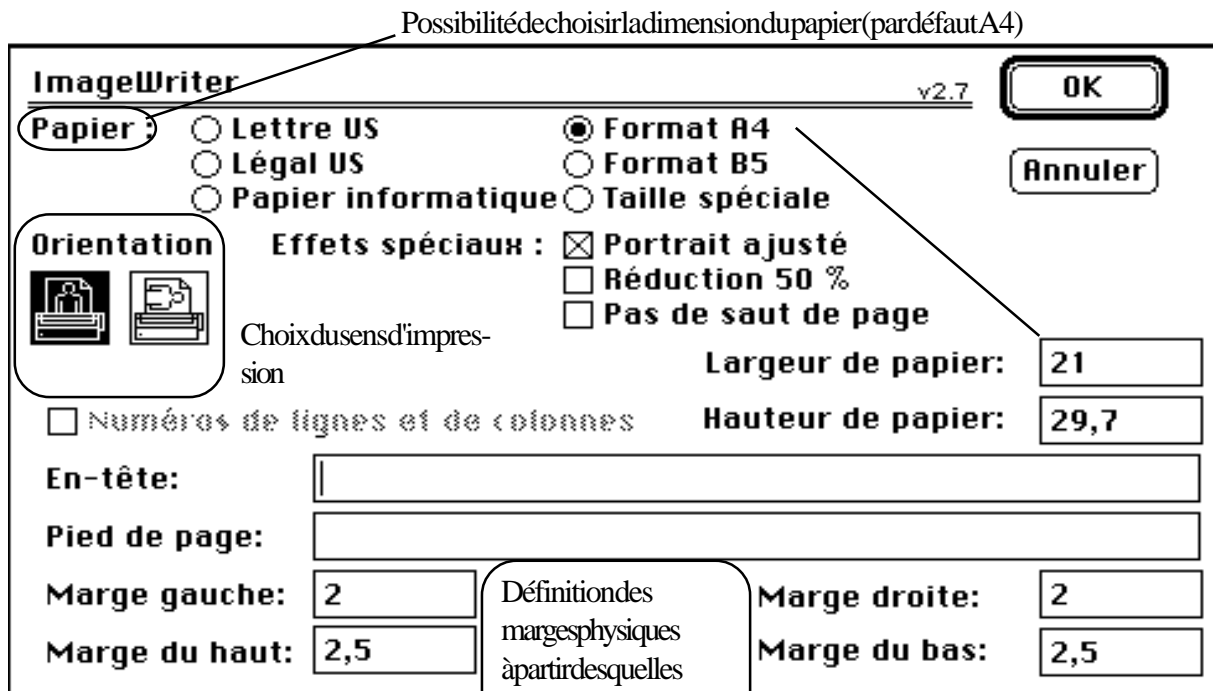 Possibilitédechoisirladimensiondupapier(pardéfautA4)
ImageWriter v2.7 OK
Papier : Lettre US Format A4
Légal US Format B5 Annuler
Papier informatique Taille spéciale
Orientation Effets spéciaux : Portrait ajusté
Réduction 50 %
Pas de saut de page
Choixdusensd'impres-
sion
Largeur de papier: 21
Numéros de lignes et de colonnes Hauteur de papier: 29,7
En-tête:
Pied de page:
Marge gauche: 2 Marge droite: 2
Marge du haut: 2,5 Marge du bas: 2,5
Définitiondes
margesphysiques
àpartirdesquelles